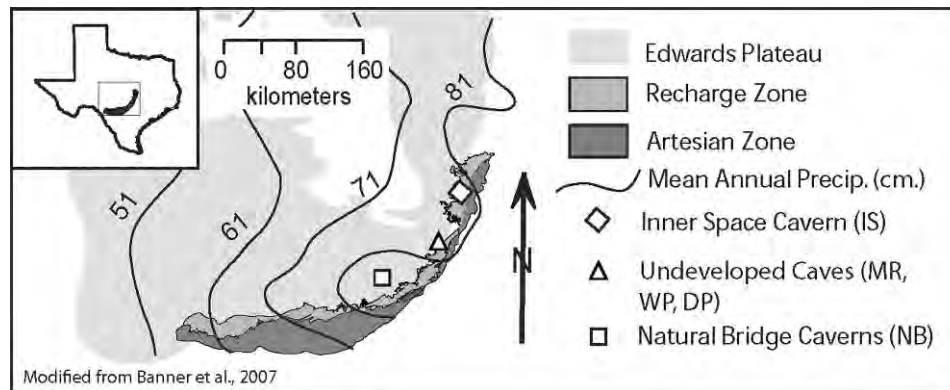 0 80 160
kilometers
51
61
71
81
N
Edwards Plateau
Recharge Zone
Artesian Zone
Mean Annual Precip. (cm.)
Inner Space Cavern (IS)
Undeveloped Caves (MR,
WP, DP)
Natural Bridge Caverns (NB)
Modified from Banner et al., 2007